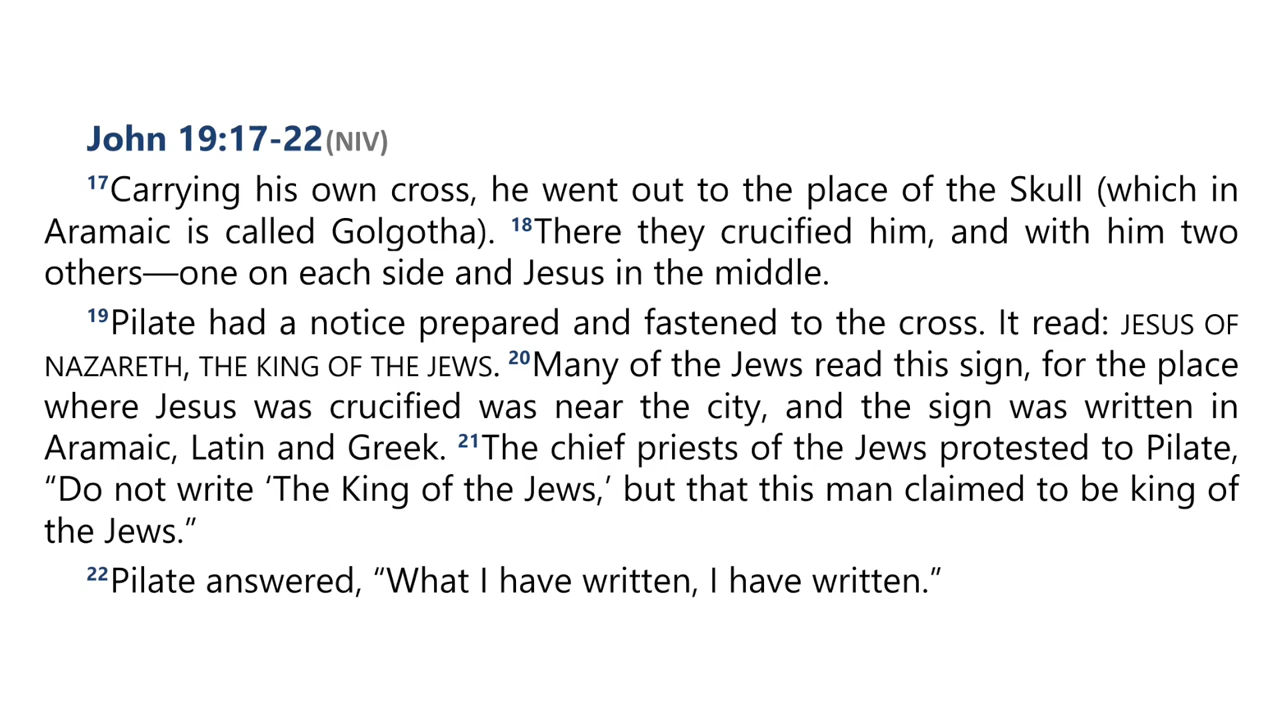 John 19:17-22(NIV)
17Carrying his own cross, he went out to the place of the Skull (which in
Aramaic is called Golgotha). 18There they crucified him, and with him two
others—one on each side and Jesus in the middle.
19Pilate had a notice prepared and fastened to the cross. It read: JESUS OF
NAZARETH, THE KING OF THE JEWS. 20Many of the Jews read this sign, for the place
where Jesus was crucified was near the city, and the sign was written in
Aramaic, Latin and Greek. 21The chief priests of the Jews protested to Pilate,
“Do not write ‘The King of the Jews,’ but that this man claimed to be king of
the Jews.”
22Pilate answered, “What I have written, I have written.”